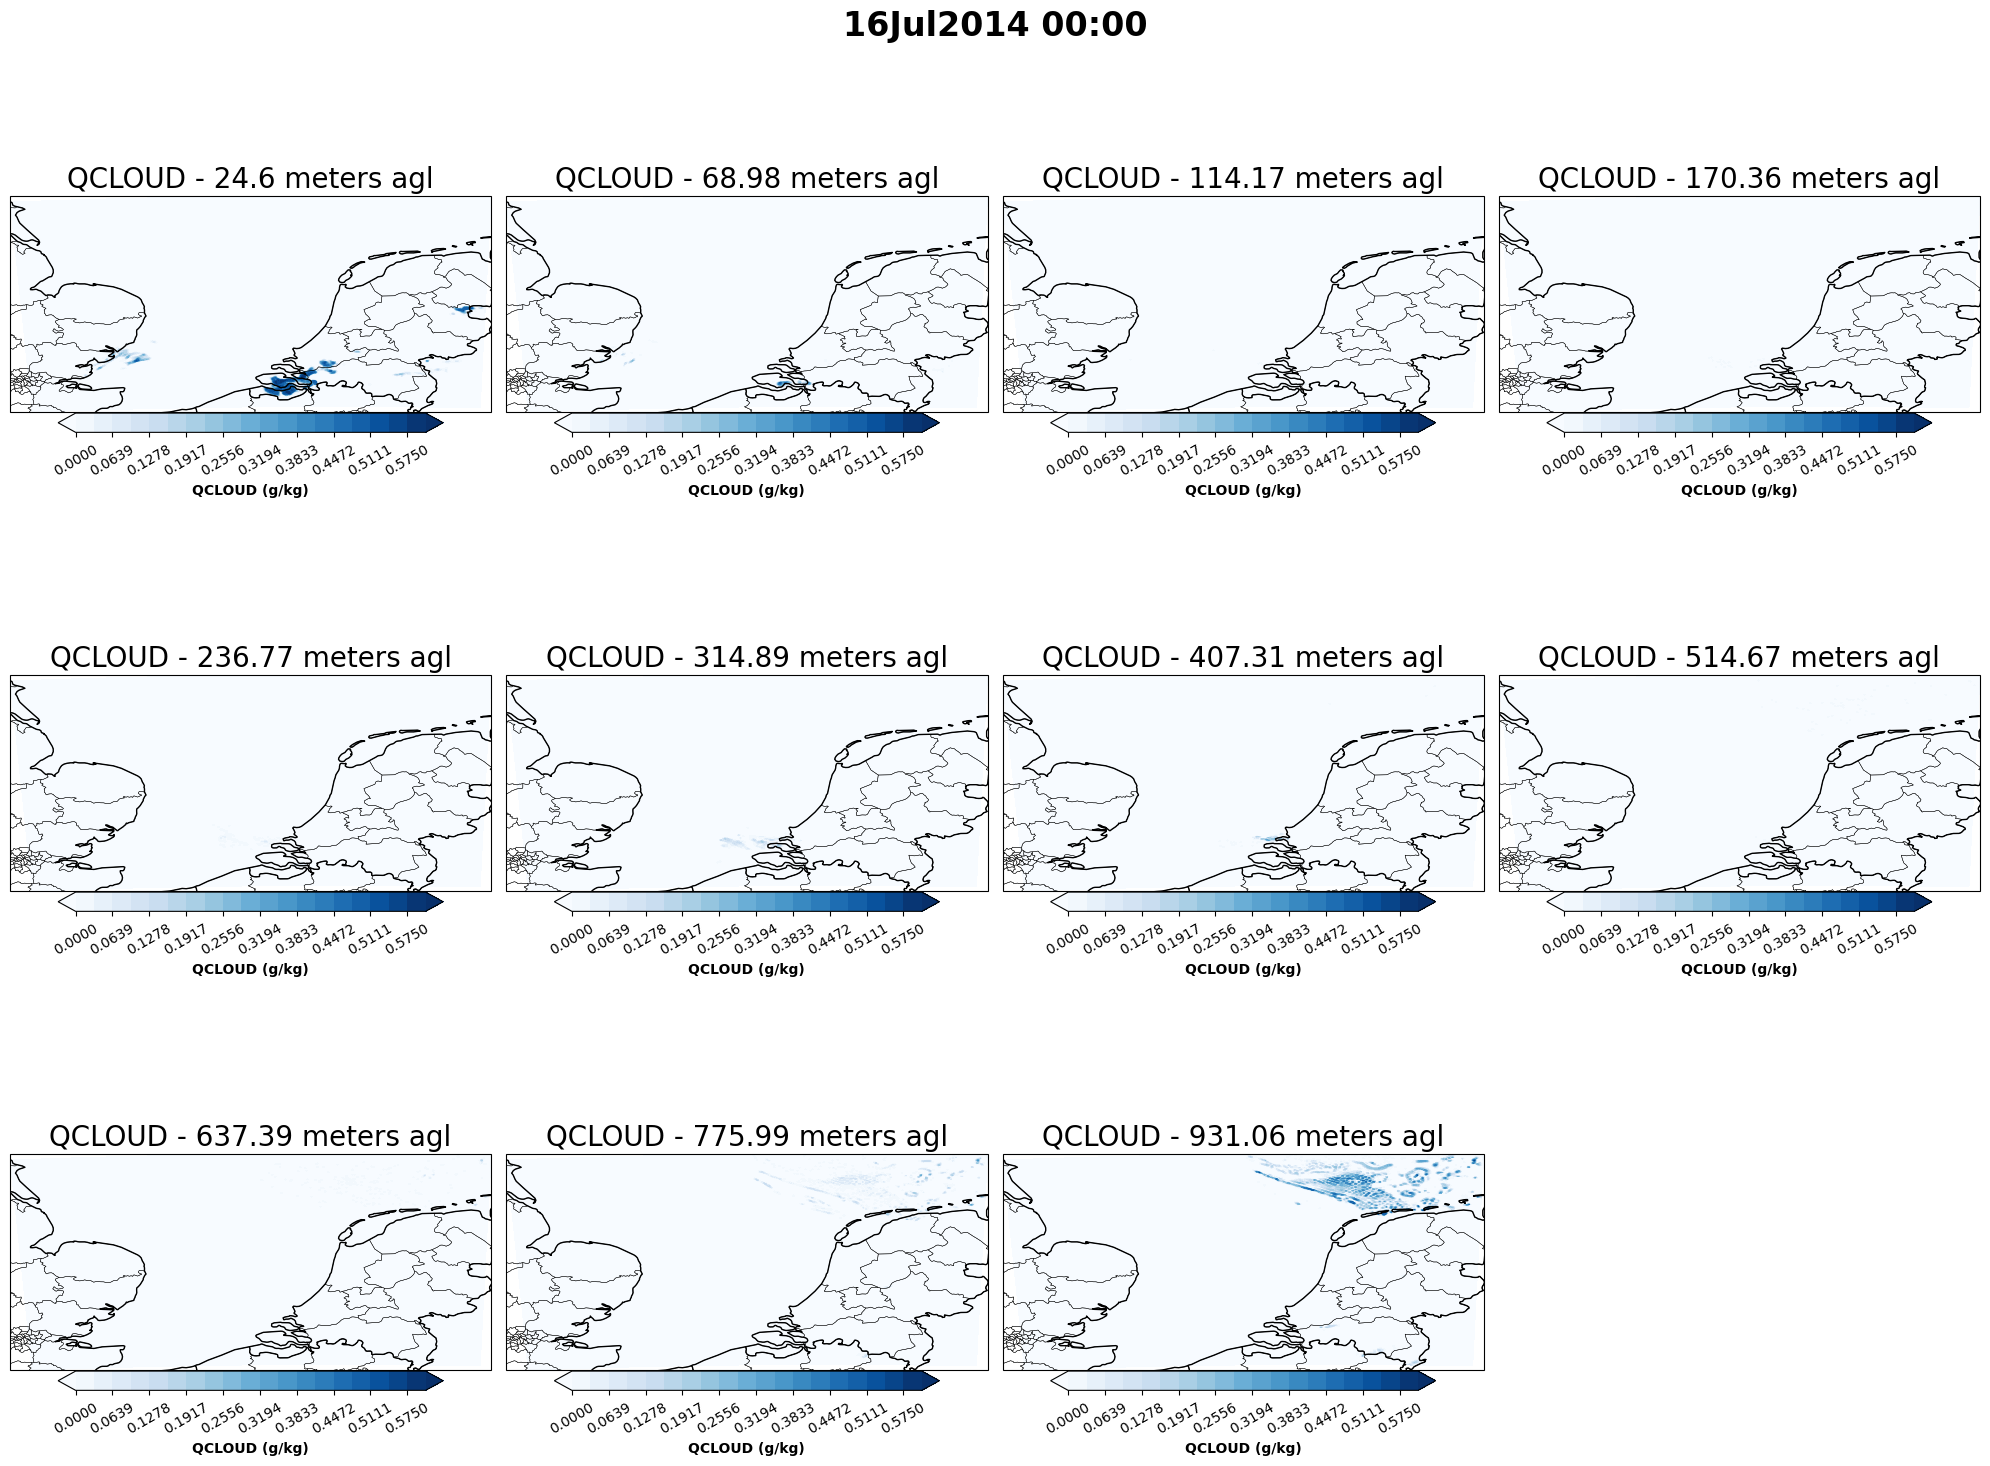 16Jul2014 00:00
QCLOUD - 24.6 meters agl
0.0000 0.0639 0.1278 0.1917 0.2556 0.3194 0.3833 0.4472 0.5111 0.5750
QCLOUD (g/kg)
QCLOUD - 68.98 meters agl
0.0000 0.0639 0.1278 0.1917 0.2556 0.3194 0.3833 0.4472 0.5111 0.5750
QCLOUD (g/kg)
QCLOUD - 114.17 meters agl
0.0000 0.0639 0.1278 0.1917 0.2556 0.3194 0.3833 0.4472 0.5111 0.5750
QCLOUD (g/kg)
QCLOUD - 170.36 meters agl
0.0000 0.0639 0.1278 0.1917 0.2556 0.3194 0.3833 0.4472 0.5111 0.5750
QCLOUD (g/kg)
QCLOUD - 236.77 meters agl
0.0000 0.0639 0.1278 0.1917 0.2556 0.3194 0.3833 0.4472 0.5111 0.5750
QCLOUD (g/kg)
QCLOUD - 314.89 meters agl
0.0000 0.0639 0.1278 0.1917 0.2556 0.3194 0.3833 0.4472 0.5111 0.5750
QCLOUD (g/kg)
QCLOUD - 407.31 meters agl
0.0000 0.0639 0.1278 0.1917 0.2556 0.3194 0.3833 0.4472 0.5111 0.5750
QCLOUD (g/kg)
QCLOUD - 514.67 meters agl
0.0000 0.0639 0.1278 0.1917 0.2556 0.3194 0.3833 0.4472 0.5111 0.5750
QCLOUD (g/kg)
QCLOUD - 637.39 meters agl
0.0000 0.0639 0.1278 0.1917 0.2556 0.3194 0.3833 0.4472 0.5111 0.5750
QCLOUD (g/kg)
QCLOUD - 775.99 meters agl
0.0000 0.0639 0.1278 0.1917 0.2556 0.3194 0.3833 0.4472 0.5111 0.5750
QCLOUD (g/kg)
QCLOUD - 931.06 meters agl
0.0000 0.0639 0.1278 0.1917 0.2556 0.3194 0.3833 0.4472 0.5111 0.5750
QCLOUD (g/kg)